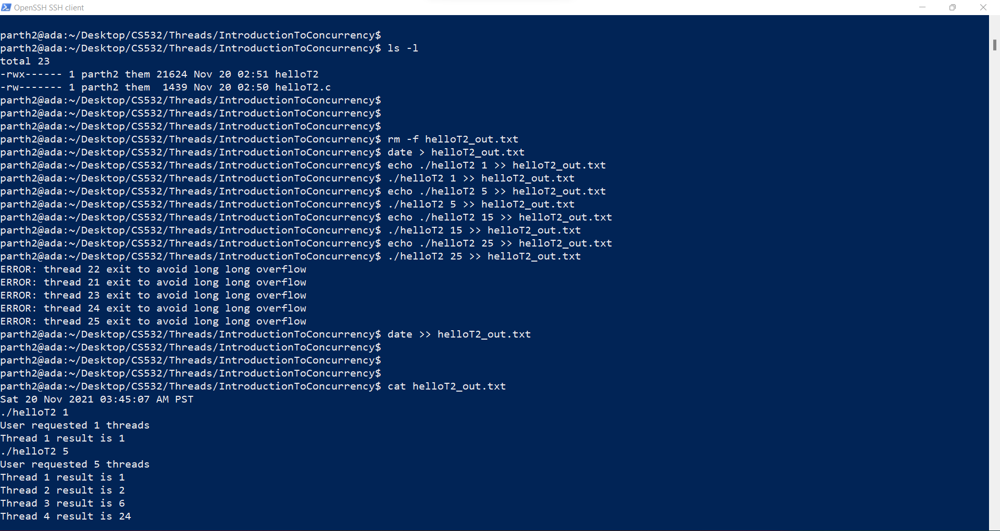 OpenSSH SSH client
parth2@ada:~/Desktop/CS532/Threads/IntroductionToConcurrency$
parth2@ada:~/Desktop/CS532/Threads/IntroductionToConcurrency$ ls -l
total 23
-rwx------ 1 parth2 them 21624 Nov 20 02:51 helloT2
-rw------- 1 parth2 them  1439 Nov 20 02:50 helloT2.c
parth2@ada:~/Desktop/CS532/Threads/IntroductionToConcurrency$
parth2@ada:~/Desktop/CS532/Threads/IntroductionToConcurrency$
parth2@ada:~/Desktop/CS532/Threads/IntroductionToConcurrency$
parth2@ada:~/Desktop/CS532/Threads/IntroductionToConcurrency$ rm -f helloT2_out.txt
parth2@ada:~/Desktop/CS532/Threads/IntroductionToConcurrency$ date > helloT2_out.txt
parth2@ada:~/Desktop/CS532/Threads/IntroductionToConcurrency$ echo ./helloT2 1 >> helloT2_out.txt
parth2@ada:~/Desktop/CS532/Threads/IntroductionToConcurrency$ ./helloT2 1 >> helloT2_out.txt
parth2@ada:~/Desktop/CS532/Threads/IntroductionToConcurrency$ echo ./helloT2 5 >> helloT2_out.txt
parth2@ada:~/Desktop/CS532/Threads/IntroductionToConcurrency$ ./helloT2 5 >> helloT2_out.txt
parth2@ada:~/Desktop/CS532/Threads/IntroductionToConcurrency$ echo ./helloT2 15 >> helloT2_out.txt
parth2@ada:~/Desktop/CS532/Threads/IntroductionToConcurrency$ ./helloT2 15 >> helloT2_out.txt
parth2@ada:~/Desktop/CS532/Threads/IntroductionToConcurrency$ echo ./helloT2 25 >> helloT2_out.txt
parth2@ada:~/Desktop/CS532/Threads/IntroductionToConcurrency$ ./helloT2 25 >> helloT2_out.txt
ERROR: thread 22 exit to avoid long long overflow
ERROR: thread 21 exit to avoid long long overflow
ERROR: thread 23 exit to avoid long long overflow
ERROR: thread 24 exit to avoid long long overflow
ERROR: thread 25 exit to avoid long long overflow
parth2@ada:~/Desktop/CS532/Threads/IntroductionToConcurrency$ date >> helloT2_out.txt
parth2@ada:~/Desktop/CS532/Threads/IntroductionToConcurrency$
parth2@ada:~/Desktop/CS532/Threads/IntroductionToConcurrency$
parth2@ada:~/Desktop/CS532/Threads/IntroductionToConcurrency$
parth2@ada:~/Desktop/CS532/Threads/IntroductionToConcurrency$ cat helloT2_out.txt
Sat 20 Nov 2021 03:45:07 AM PST
./helloT2 1
User requested 1 threads
Thread 1 result is 1
./helloT2 5
User requested 5 threads
Thread 1 result is 1
Thread 2 result is 2
Thread 3 result is 6
Thread 4 result is 24